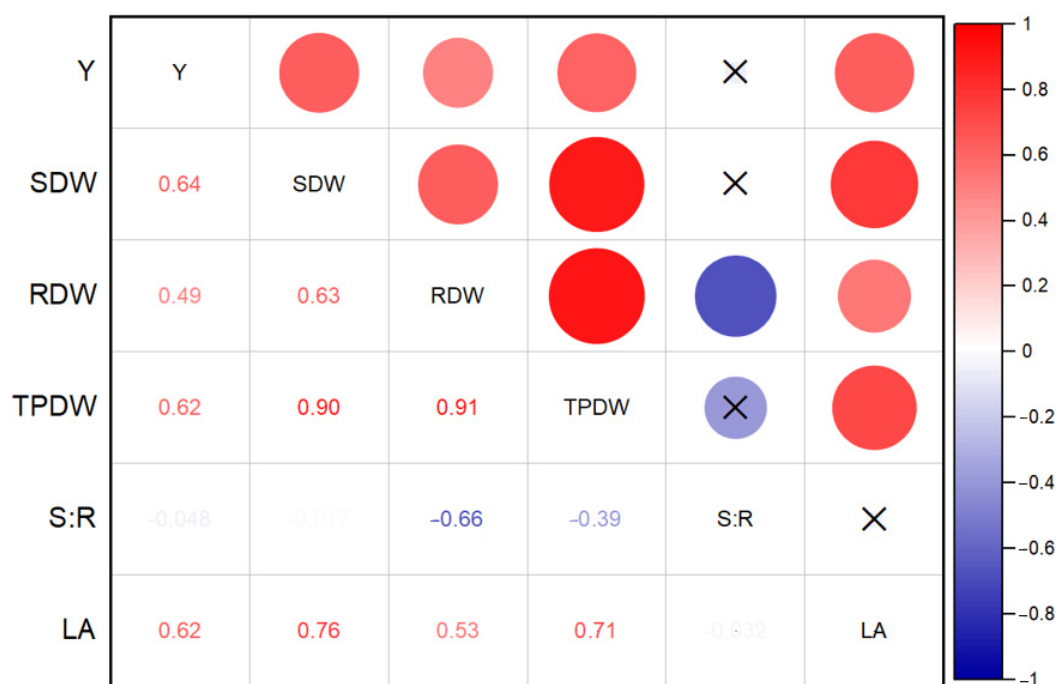 Y Y
SDW 0.64 SDW
RDW 0.49 0.63 RDW
TPDW 0.62 0.90 0.91 TPDW
S:R -0.048 -0.017 -0.66 -0.39 S:R
LA 0.62 0.76 0.53 0.71 -0.032 LA
1
0.8
0.6
0.4
0.2
0
-0.2
-0.4
-0.6
-0.8
-1